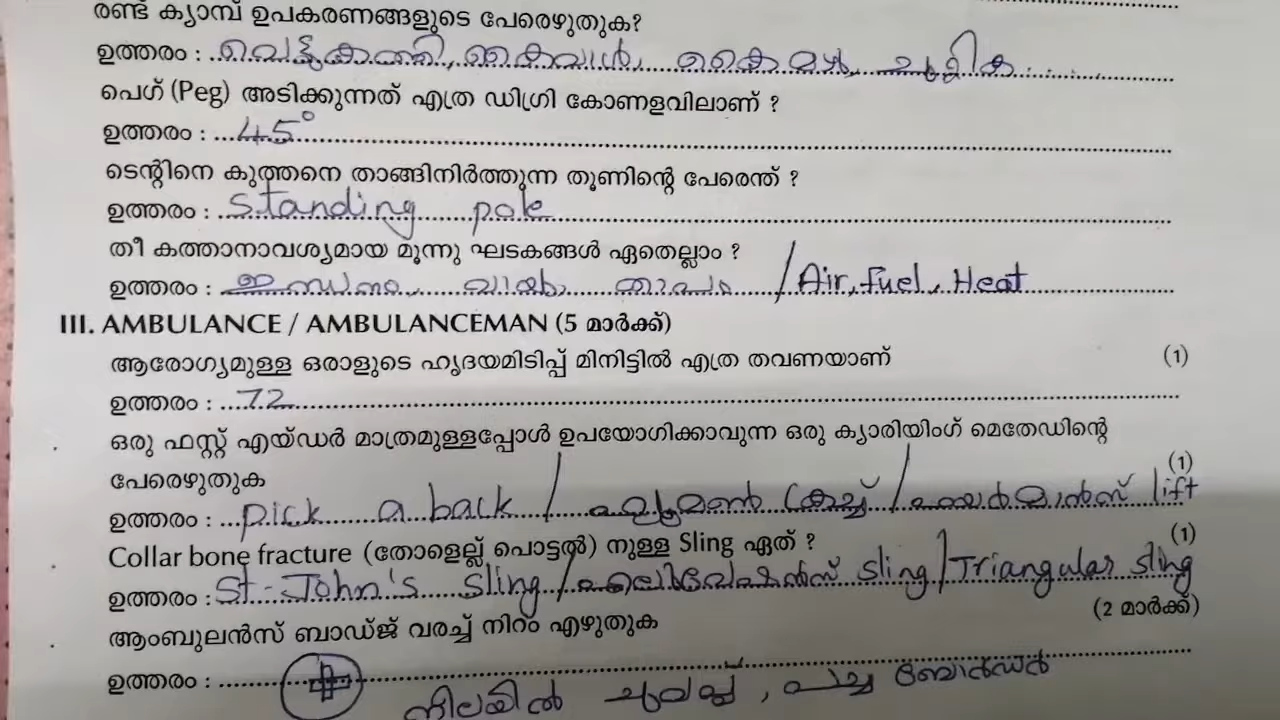 രണ്ട് ക്യാമ്പ് ഉപകരണങ്ങളുടെ പേരെഴുതുക?
ഉത്തരം : വെട്ടുകത്തി, കൈവാൾ, കൈമഴു, ചുറ്റിക
പെഗ് (Peg) അടിക്കുന്നത് എത്ര ഡിഗ്രി കോണളവിലാണ് ?
ഉത്തരം : 45°
ടെന്റിനെ കുത്തനെ താങ്ങിനിർത്തുന്ന തൂണിന്റെ പേരെന്ത് ?
ഉത്തരം : Standing pole
തീ കത്താനാവശ്യമായ മൂന്നു ഘടകങ്ങൾ ഏതെല്ലാം ?
ഉത്തരം : ഇന്ധനം, വായു, താപം / Air, Fuel, Heat
III. AMBULANCE / AMBULANCEMAN (5 മാർക്ക്)
ആരോഗ്യമുള്ള ഒരാളുടെ ഹൃദയമിടിപ്പ് മിനിട്ടിൽ എത്ര തവണയാണ് (1)
ഉത്തരം : 72
ഒരു ഫസ്റ്റ് എയ്ഡർ മാത്രമുള്ളപ്പോൾ ഉപയോഗിക്കാവുന്ന ഒരു ക്യാരിയിംഗ് മെതേഡിന്റെ
പേരെഴുതുക (1)
ഉത്തരം : pick a back / ഹ്യൂമൺ ക്രച്ച് / ഫയർമാൻസ് lift
Collar bone fracture (തോളെല്ല് പൊട്ടൽ) നുള്ള Sling ഏത് ? (1)
ഉത്തരം : St. John's Sling / എലിവേഷൻസ് Sling / Triangular sling
ആംബുലൻസ് ബാഡ്ജ് വരച്ച് നിറം എഴുതുക (2 മാർക്ക്)
ഉത്തരം : നീലയിൽ ചുവപ്പ്, പച്ച ബോർഡർ